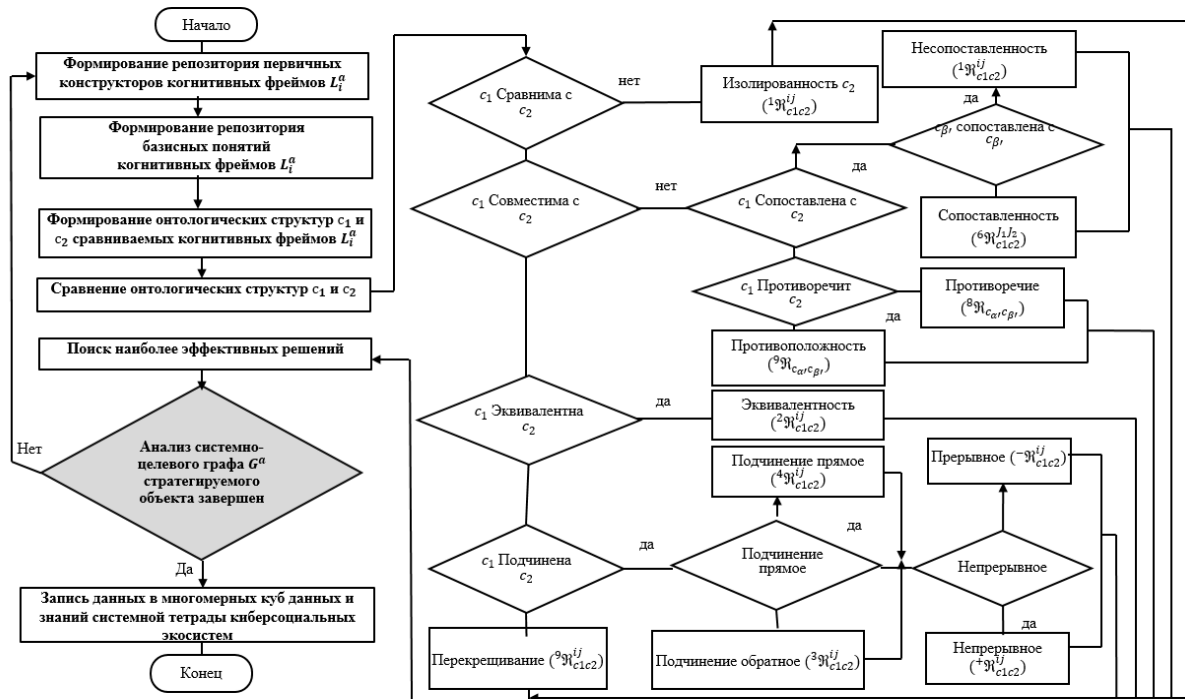 Начало
Формирование репозитория первичных
конструкторов когнитивных фреймов L_i^a
Формирование
репозитория
базисных понятий
когнитивных фреймов L_i^a
Формирование онтологических структур c₁ и
c₂ сравниваемых когнитивных фреймов L_i^a
Сравнение онтологических структур c₁ и c₂
Поиск наиболее эффективных решений
Нет
Анализ системно-
целевого графа G^a
стратегируемого
объекта завершен
Да
Запись данных в многомерных куб данных и
знаний системной тетрады киберсоциальных
экосистем
Конец
c₁ Сравнима с
c₂
нет
Изолированность c₂
(¹ℜ_{c1c2}^{ij})
Несопоставленность
(¹ℜ_{c1c2}^{ij})
да
c_{β'} сопоставлена с
c_{β'}
c₁ Совместима с
c₂
нет
c₁ Сопоставлена с
c₂
да
Сопоставленность
(⁶ℜ_{c1c2}^{J₁J₂})
c₁ Противоречит
c₂
да
Противоречие
(⁸ℜ_{c_{α'}c_{β'}})
Противоположность
(⁹ℜ_{c_{α'}c_{β'}})
c₁ Эквивалентна
c₂
да
Эквивалентность
(²ℜ_{c1c2}^{ij})
Подчинение прямое
(⁴ℜ_{c1c2}^{ij})
Прерывное (⁻ℜ_{c1c2}^{ij})
c₁ Подчинена
c₂
да
Подчинение
прямое
да
Непрерывное
да
Перекрещивание (⁹ℜ_{c1c2}^{ij})
Подчинение обратное (³ℜ_{c1c2}^{ij})
Непрерывное
(⁺ℜ_{c1c2}^{ij})